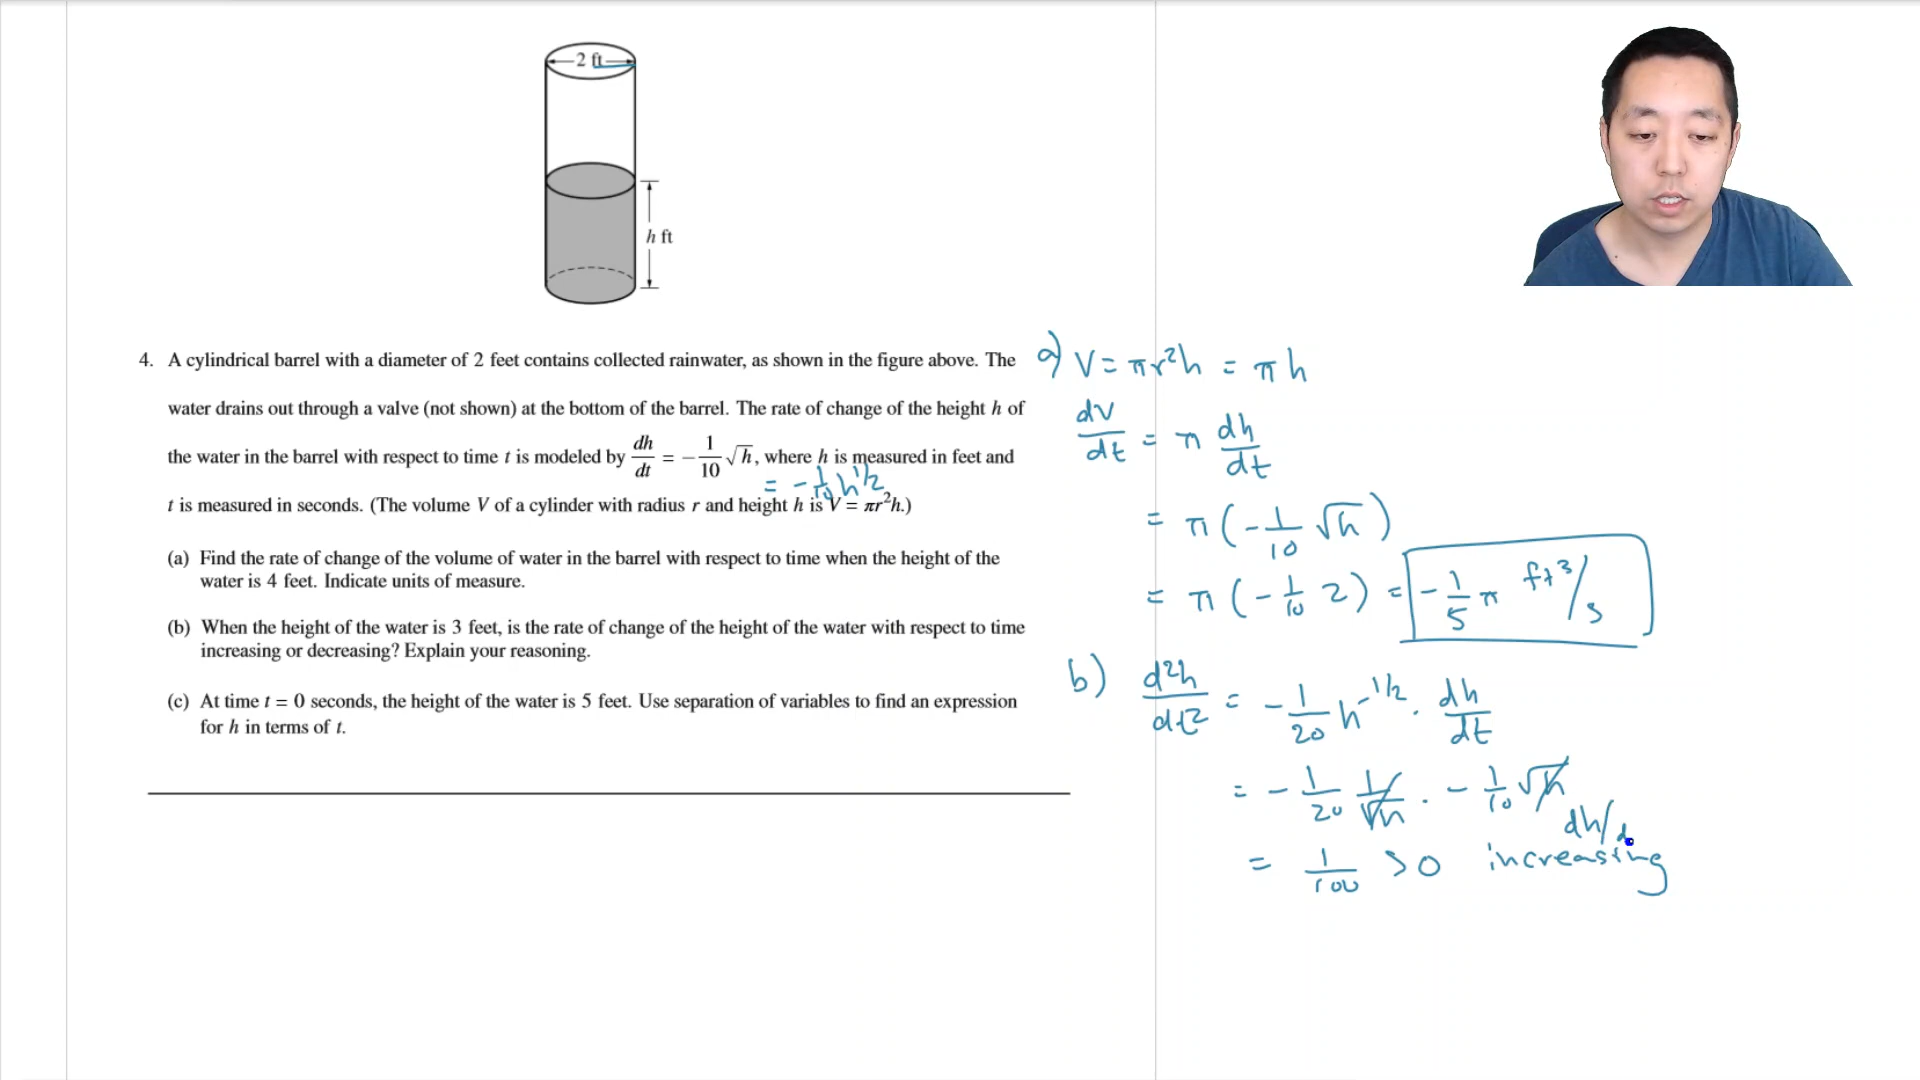 2 ft
h ft
4. A cylindrical barrel with a diameter of 2 feet contains collected rainwater, as shown in the figure above. The
water drains out through a valve (not shown) at the bottom of the barrel. The rate of change of the height h of
the water in the barrel with respect to time t is modeled by dh/dt = -1/10 √h, where h is measured in feet and
= -1/10 h^1/2
t is measured in seconds. (The volume V of a cylinder with radius r and height h is V = πr²h.)
(a) Find the rate of change of the volume of water in the barrel with respect to time when the height of the
water is 4 feet. Indicate units of measure.
(b) When the height of the water is 3 feet, is the rate of change of the height of the water with respect to time
increasing or decreasing? Explain your reasoning.
(c) At time t = 0 seconds, the height of the water is 5 feet. Use separation of variables to find an expression
for h in terms of t.
a) V = πr²h = πh
dV/dt = π dh/dt
= π(-1/10 √h)
= π(-1/10 2) = -1/5 π ft³/s
b) d²h/dt² = -1/20 h^-1/2 · dh/dt
= -1/20 1/√h · -1/10 √h
dh/
= 1/100 >0 increasing